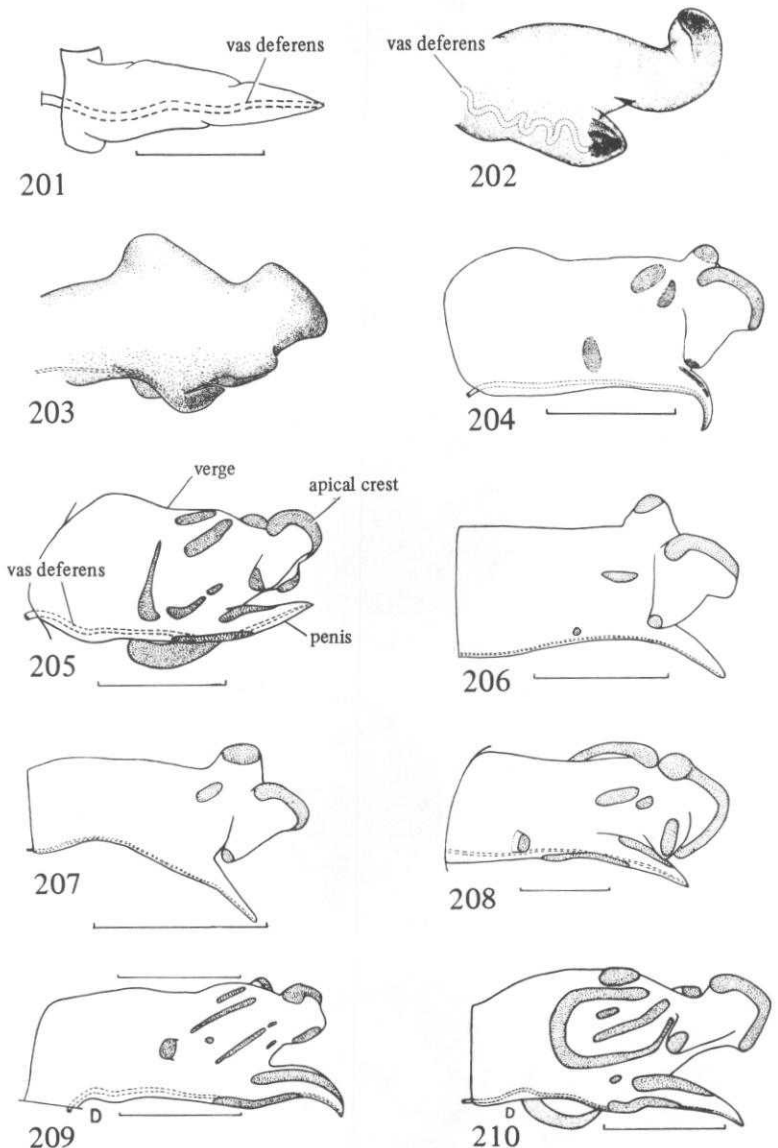 vas deferens
vas deferens
201
202
203
204
verge
apical crest
vas deferens
penis
205
206
207
208
D
209
D
210